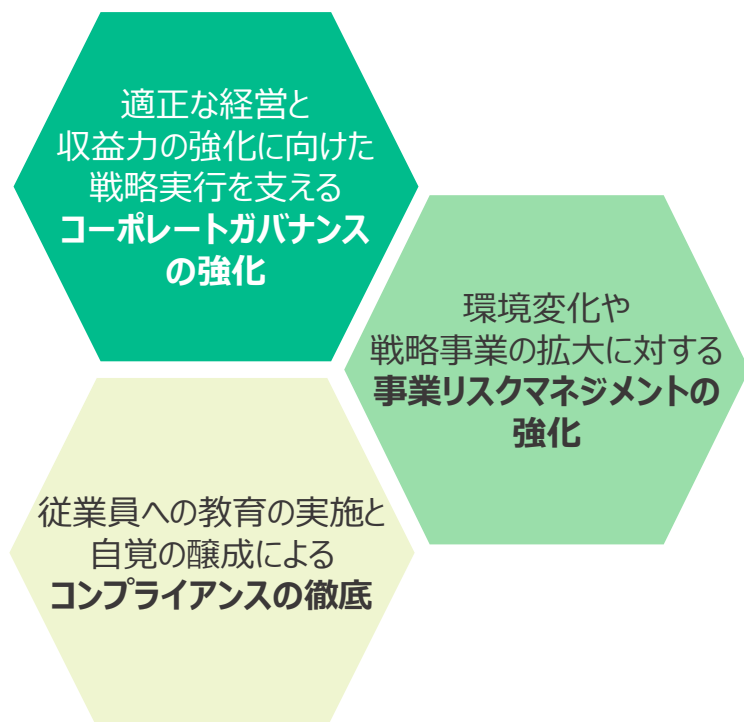 適正な経営と
収益力の強化に向けた
戦略実行を支える
コーポレートガバナンス
の強化
環境変化や
戦略事業の拡大に対する
事業リスクマネジメントの
強化
従業員への教育の実施と
自覚の醸成による
コンプライアンスの徹底